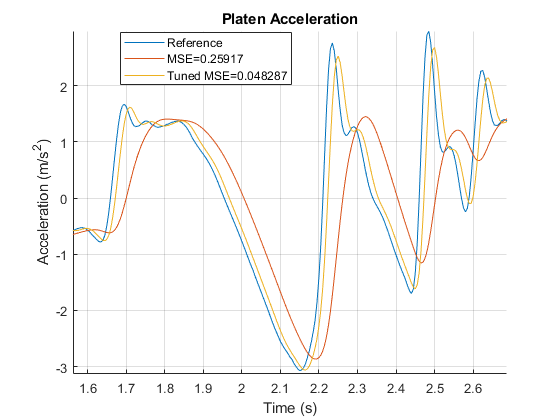 Platen Acceleration
Reference
MSE=0.25917
Tuned MSE=0.048287
Acceleration (m/s²)
2
1
0
-1
-2
-3
1.6 1.7 1.8 1.9 2 2.1 2.2 2.3 2.4 2.5 2.6
Time (s)